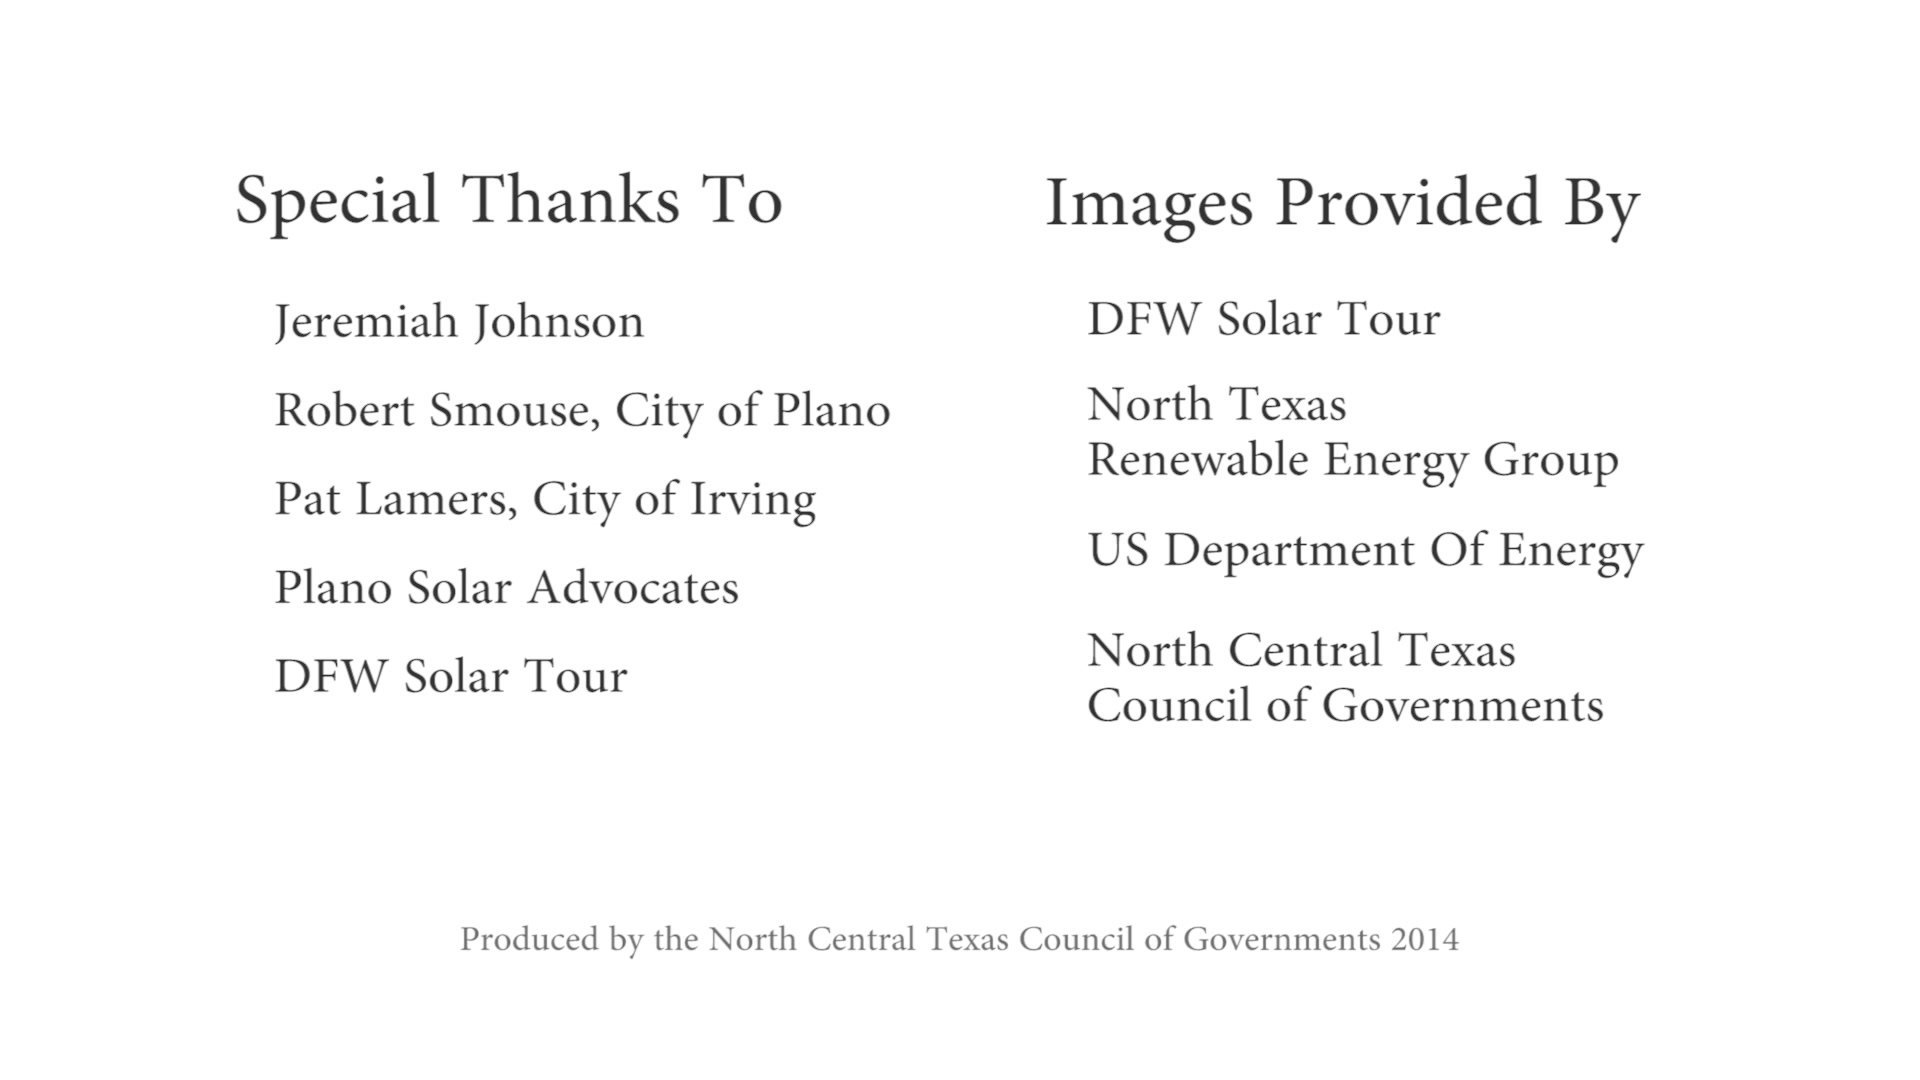 Special Thanks To
Jeremiah Johnson
Robert Smouse, City of Plano
Pat Lamers, City of Irving
Plano Solar Advocates
DFW Solar Tour
Images Provided By
DFW Solar Tour
North Texas
Renewable Energy Group
US Department Of Energy
North Central Texas
Council of Governments
Produced by the North Central Texas Council of Governments 2014